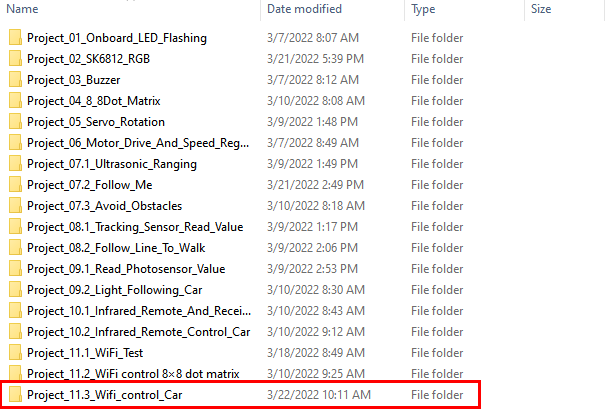 Name Date modified Type Size
Project_01_Onboard_LED_Flashing 3/7/2022 8:07 AM File folder
Project_02_SK6812_RGB 3/21/2022 5:39 PM File folder
Project_03_Buzzer 3/7/2022 8:12 AM File folder
Project_04_8_8Dot_Matrix 3/10/2022 8:08 AM File folder
Project_05_Servo_Rotation 3/9/2022 1:48 PM File folder
Project_06_Motor_Drive_And_Speed_Reg... 3/7/2022 8:49 AM File folder
Project_07.1_Ultrasonic_Ranging 3/9/2022 1:49 PM File folder
Project_07.2_Follow_Me 3/21/2022 2:49 PM File folder
Project_07.3_Avoid_Obstacles 3/10/2022 8:18 AM File folder
Project_08.1_Tracking_Sensor_Read_Value 3/9/2022 1:17 PM File folder
Project_08.2_Follow_Line_To_Walk 3/9/2022 2:06 PM File folder
Project_09.1_Read_Photosensor_Value 3/9/2022 2:53 PM File folder
Project_09.2_Light_Following_Car 3/10/2022 8:30 AM File folder
Project_10.1_Infrared_Remote_And_Recei... 3/10/2022 8:43 AM File folder
Project_10.2_Infrared_Remote_Control_Car 3/10/2022 9:12 AM File folder
Project_11.1_WiFi_Test 3/18/2022 8:49 AM File folder
Project_11.2_WiFi control 8×8 dot matrix 3/10/2022 9:25 AM File folder
Project_11.3_Wifi_control_Car 3/22/2022 10:11 AM File folder